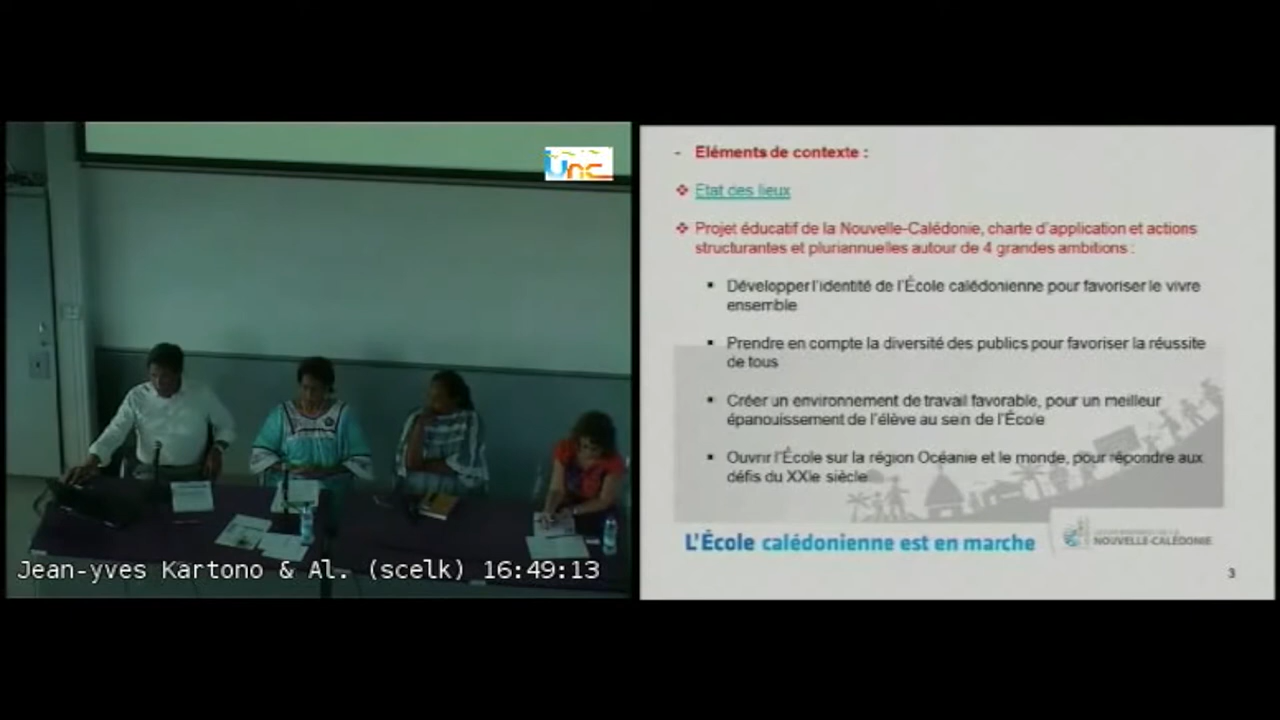 unc
Jean-yves Kartono & Al. (scelk) 16:49:13
- Eléments de contexte :
❖ Etat des lieux
❖ Projet éducatif de la Nouvelle-Calédonie, charte d'application et actions
structurantes et pluriannuelles autour de 4 grandes ambitions :
▪ Développer l'identité de l'École calédonienne pour favoriser le vivre
ensemble
▪ Prendre en compte la diversité des publics pour favoriser la réussite
de tous
▪ Créer un environnement de travail favorable, pour un meilleur
épanouissement de l'élève au sein de l'École
▪ Ouvrir l'École sur la région Océanie et le monde, pour répondre aux
défis du XXIe siècle
L'École calédonienne est en marche
GOUVERNEMENT DE LA
NOUVELLE-CALÉDONIE
3